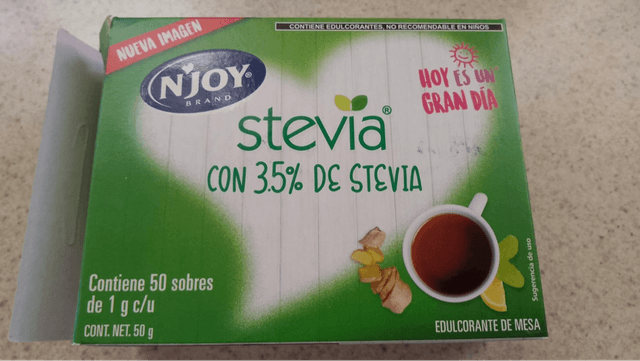 CONTIENE EDULCORANTES, NO RECOMENDABLE EN NIÑOS
NUEVA IMAGEN
N'JOY®
BRAND
HOY ES UN
GRAN DÍA
stevia®
CON 3.5% DE STEVIA
Contiene 50 sobres
de 1 g c/u
CONT. NET. 50 g
Sugerencia de uso
EDULCORANTE DE MESA